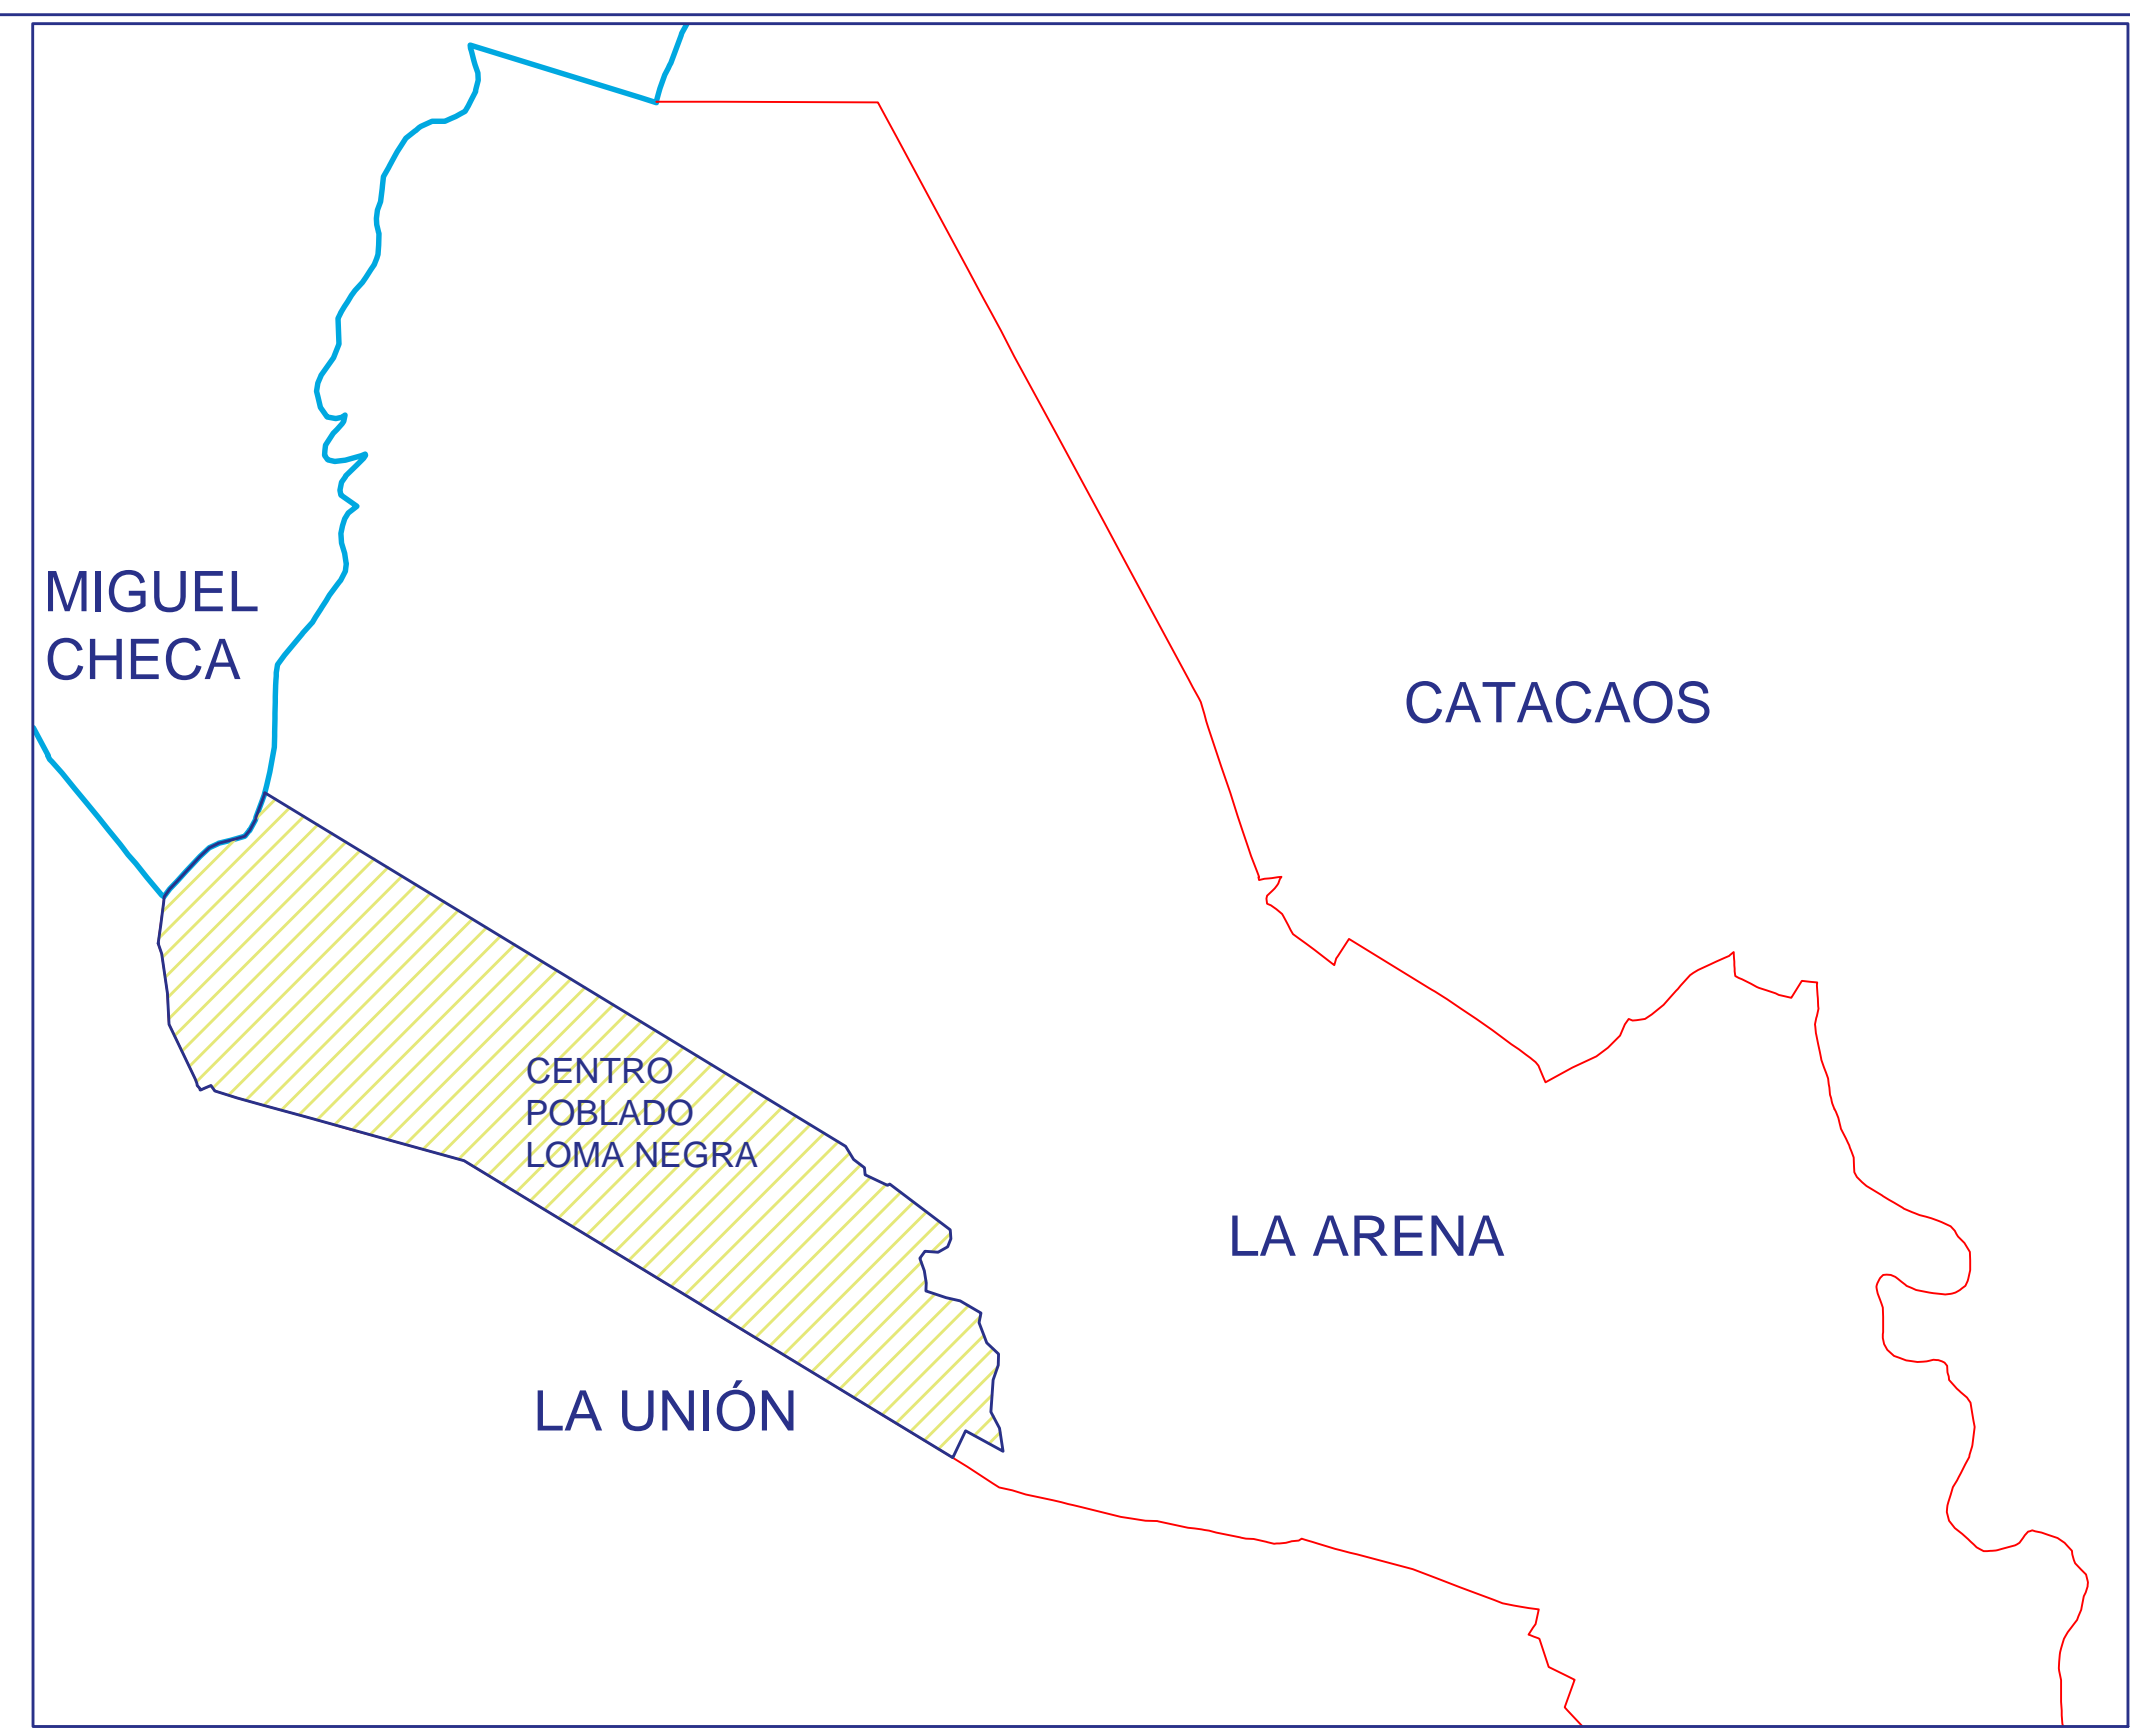 MIGUEL
CHECA
CATACAOS
CENTRO
POBLADO
LOMA NEGRA
LA ARENA
LA UNIÓN